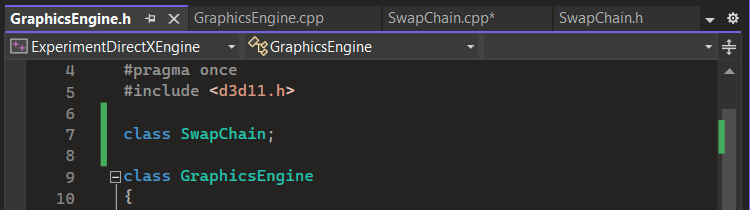 GraphicsEngine.h GraphicsEngine.cpp SwapChain.cpp* SwapChain.h
ExperimentDirectXEngine GraphicsEngine
4 #pragma once
5 #include <d3d11.h>
6
7 class SwapChain;
8
9 class GraphicsEngine
10 {